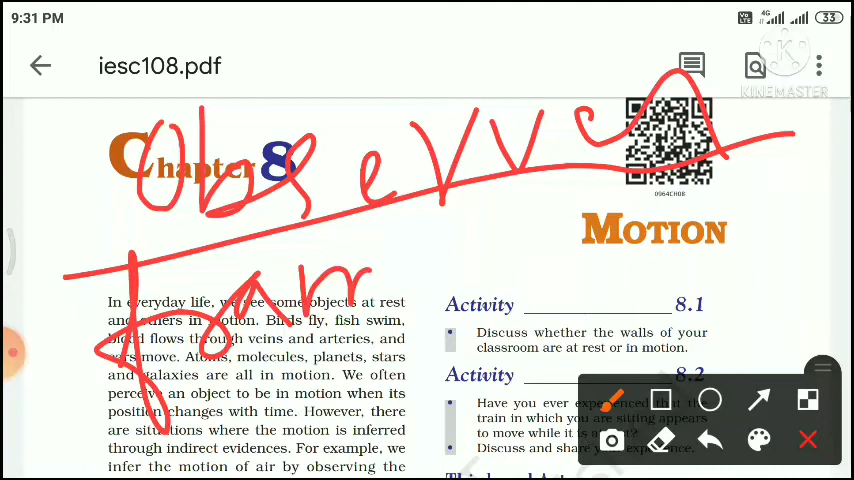 9:31 PM
Vo LTE 4G 33
iesc108.pdf
KINEMASTER
Chapter 8
0964CH08
MOTION
In everyday life, we see some objects at rest
and others in motion. Birds fly, fish swim,
blood flows through veins and arteries, and
cars move. Atoms, molecules, planets, stars
and galaxies are all in motion. We often
perceive an object to be in motion when its
position changes with time. However, there
are situations where the motion is inferred
through indirect evidences. For example, we
infer the motion of air by observing the
Activity 8.1
• Discuss whether the walls of your
classroom are at rest or in motion.
Activity 8.2
• Have you ever experienced that the
train in which you are sitting appears
to move while it is at rest?
• Discuss and share your experience.